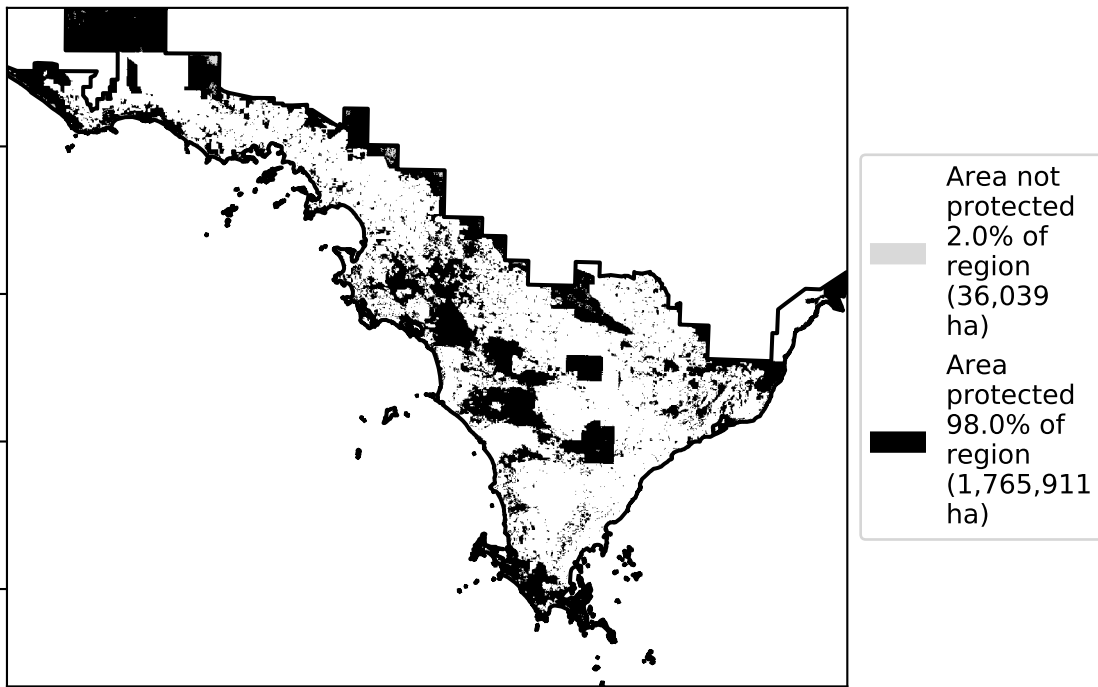 Area not
protected
2.0% of
region
(36,039
ha)
Area
protected
98.0% of
region
(1,765,911
ha)